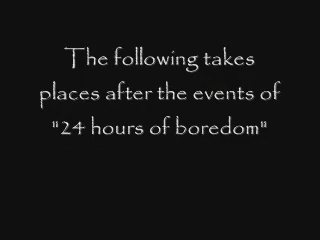 The following takes
places after the events of
"24 hours of boredom"